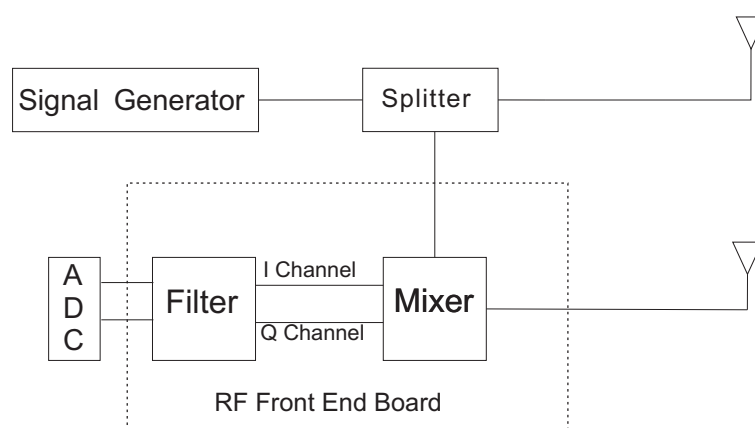 Signal Generator
Splitter
A
D
C
Filter
I Channel
Q Channel
Mixer
RF Front End Board